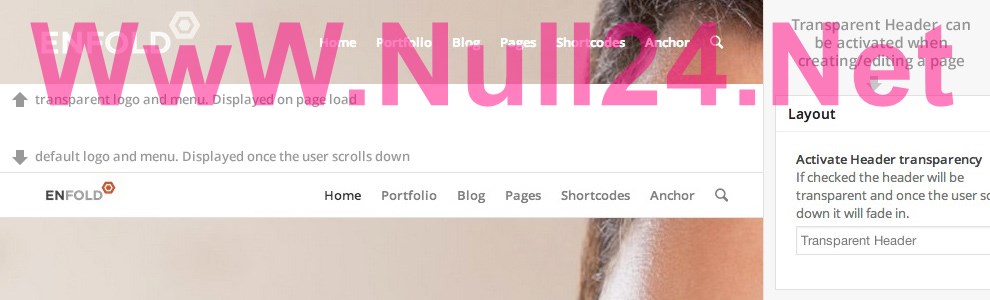 WwW.Null24.Net
ENFOLD
Home Portfolio Blog Pages Shortcodes Anchor
transparent logo and menu. Displayed on page load
default logo and menu. Displayed once the user scrolls down
ENFOLD
Home Portfolio Blog Pages Shortcodes Anchor
Transparent Header can
be activated when
creating/editing a page
Layout
Activate Header transparency
If checked the header will be
transparent and once the user sc
down it will fade in.
Transparent Header